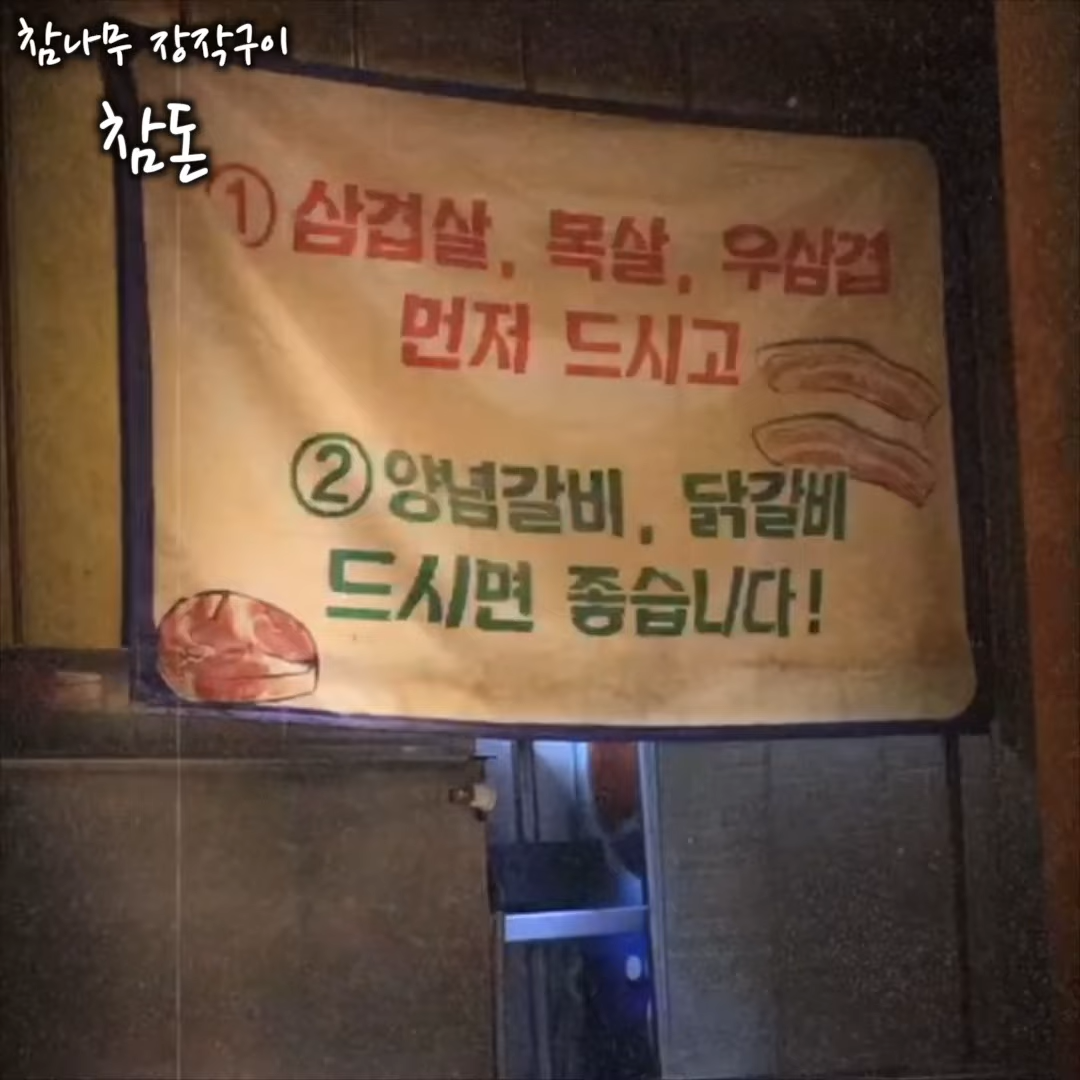 참나무 장작구이
참돈
① 삼겹살, 목살, 우삼겹
먼저 드시고
② 양념갈비, 닭갈비
드시면 좋습니다!